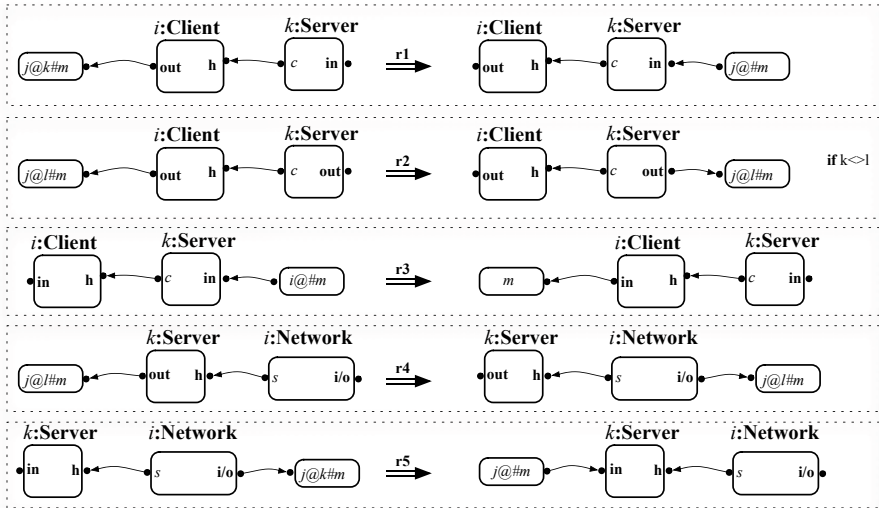 i:Client k:Server i:Client k:Server
j@k#m out h c in r1 out h c in j@#m
i:Client k:Server i:Client k:Server
j@l#m out h c out r2 out h c out j@l#m if k<>l
i:Client k:Server i:Client k:Server
in h c in i@#m r3 m in h c in
k:Server i:Network k:Server i:Network
j@l#m out h s i/o r4 out h s i/o j@l#m
k:Server i:Network k:Server i:Network
in h s i/o j@k#m r5 j@#m in h s i/o